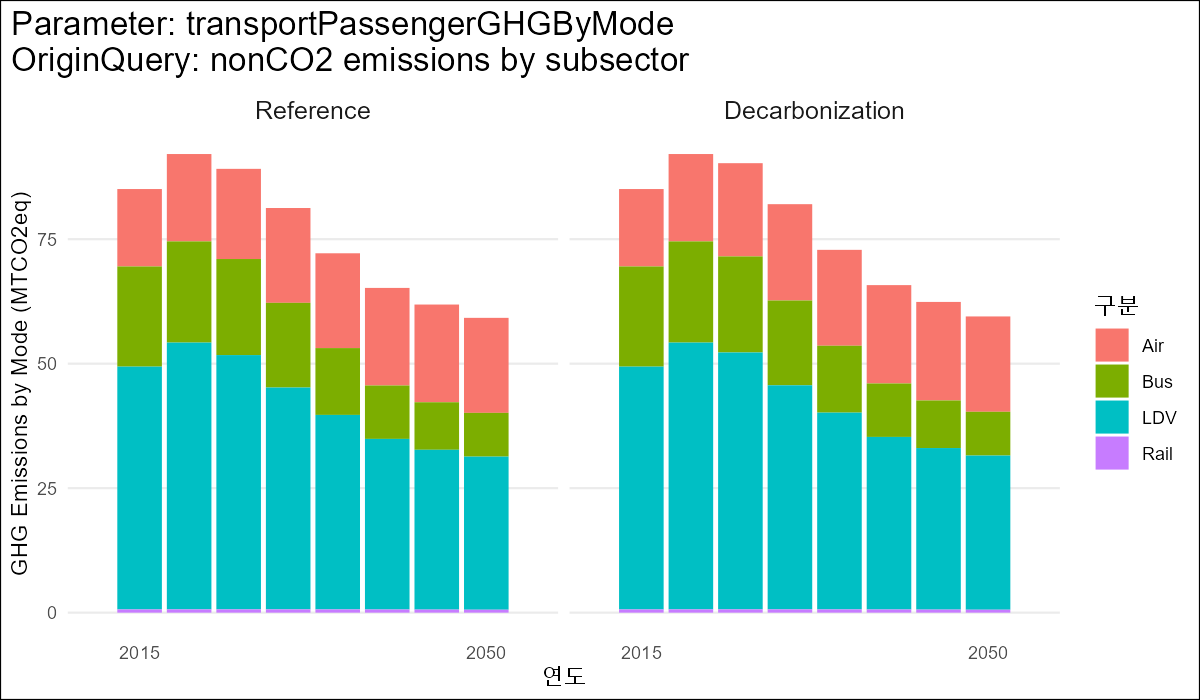 Parameter: transportPassengerGHGByMode
OriginQuery: nonCO2 emissions by subsector
Reference
Decarbonization
GHG Emissions by Mode (MTCO2eq)
75
50
25
0
2015
2050
2015
2050
연도
구분
Air
Bus
LDV
Rail